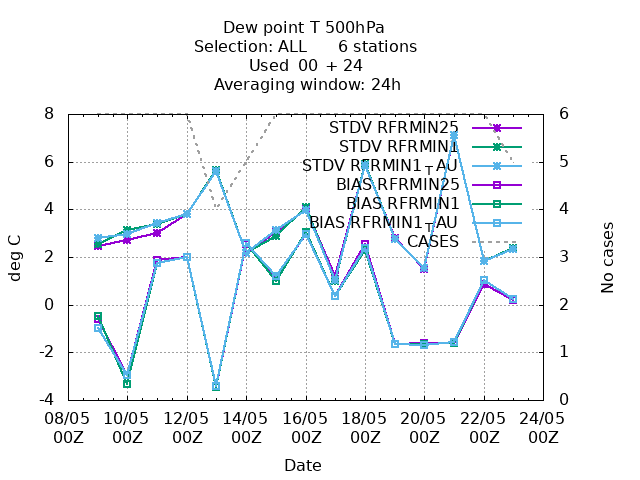 Dew point T 500hPa
Selection: ALL      6 stations
Used  00  + 24
Averaging window: 24h
deg C
8
6
4
2
0
-2
-4
STDV RFRMIN25
STDV RFRMIN1
STDV RFRMIN1_TAU
BIAS RFRMIN25
BIAS RFRMIN1
BIAS RFRMIN1_TAU
CASES
6
5
4
3
2
1
0
No cases
08/05 10/05 12/05 14/05 16/05 18/05 20/05 22/05 24/05
00Z 00Z 00Z 00Z 00Z 00Z 00Z 00Z 00Z
Date